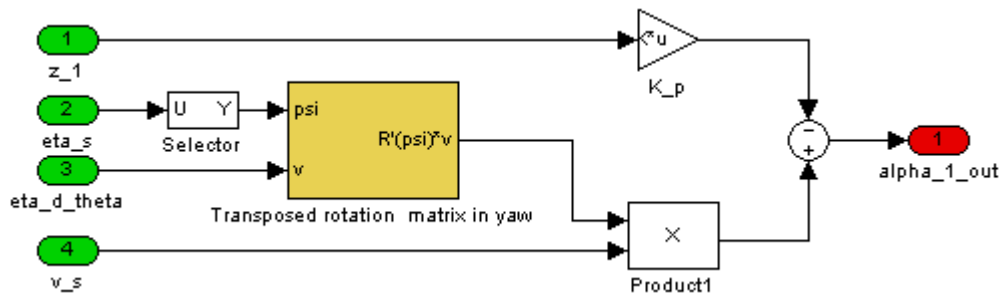 1
z_1
K*u
K_p
2
eta_s
U Y
Selector
psi
v
R'(psi)*v
Transposed rotation matrix in yaw
3
eta_d_theta
4
v_s
×
Product1
−
+
1
alpha_1_out